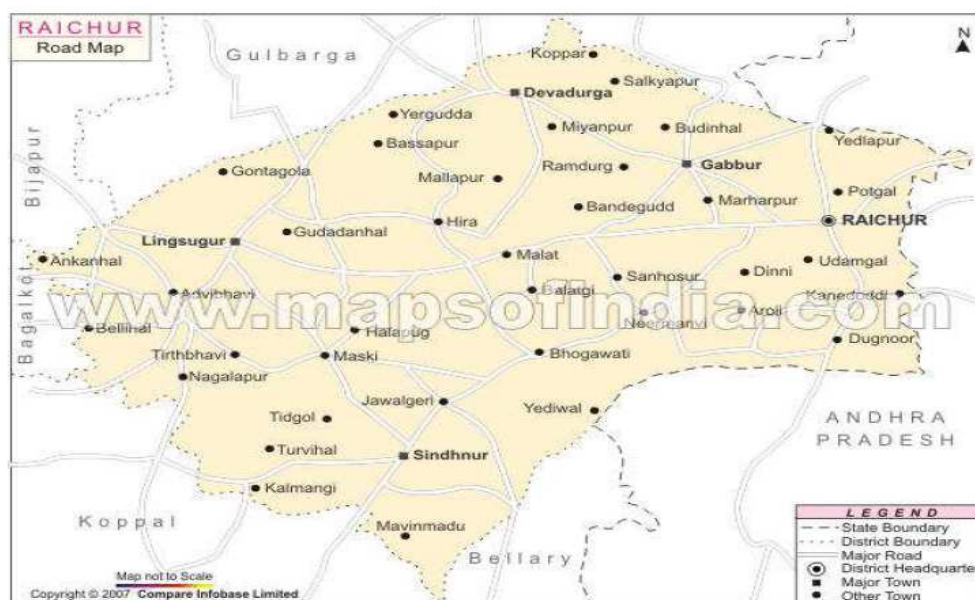 RAICHUR
Road Map
N
Gulbarga
Koppar
Salkyapur
Devadurga
Yergudda
Miyanpur
Budinhal
Yedlapur
Bassapur
Bijapur
Gontagola
Mallapur
Ramdurg
Gabbur
Potgal
Bandegudd
Marharpur
RAICHUR
Hira
Gudadanhal
Lingsugur
Malat
Ankanhal
Sanhosur
Dinni
Udamgal
Advibhavi
Balatgi
Kanedoddi
www.mapsofindia.com
Bagalkot
Bellihal
Halapug
Aroli
Dugnoor
Tirthbhavi
Maski
Bhogawati
Nagalapur
Jawalgeri
Yediwal
Tidgol
ANDHRA
PRADESH
Turvihal
Sindhnur
Kalmangi
Koppal
Mavinmadu
Bellary
LEGEND
State Boundary
District Boundary
Major Road
District Headquarte
Major Town
Other Town
Map not to Scale
Copyright © 2007 Compare Infobase Limited